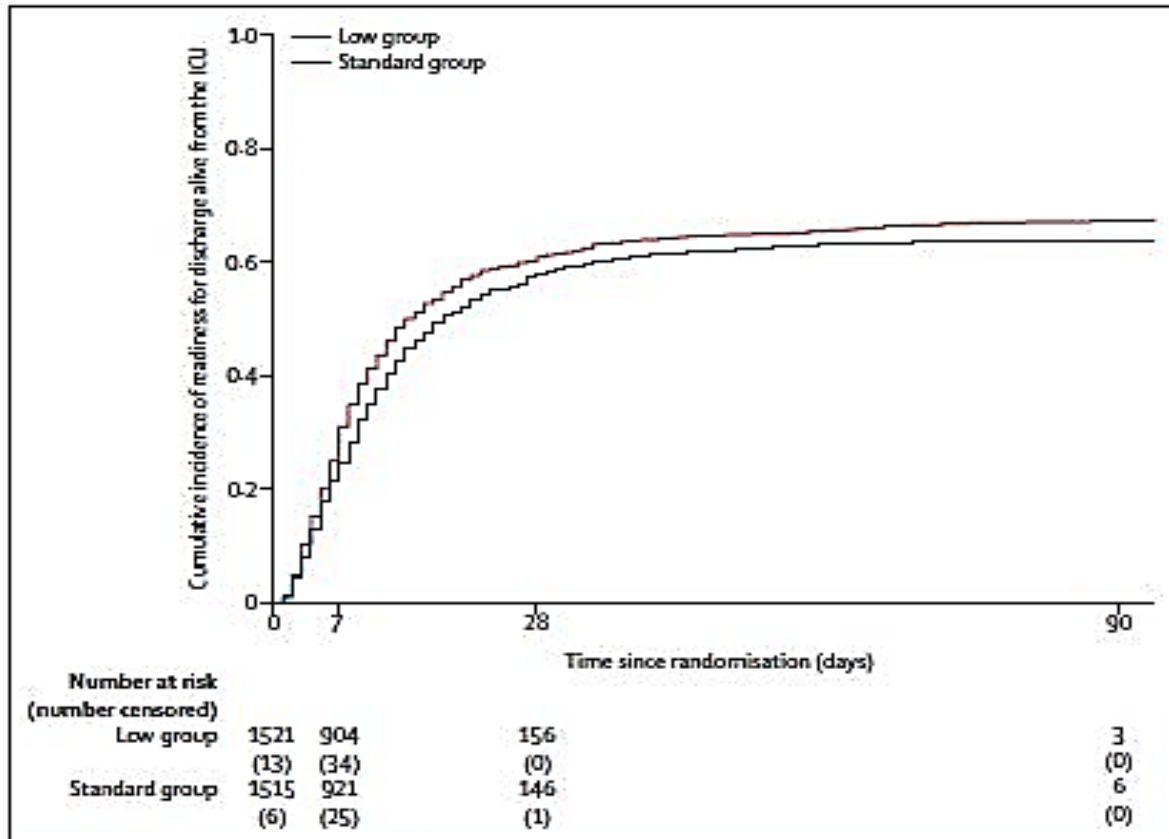 Low group
Standard group
Cumulative incidence of readiness for discharge alive from the ICU
1.0
0.8
0.6
0.4
0.2
0
0 7 28 90
Time since randomisation (days)
Number at risk
(number censored)
Low group 1521 904 156 3
(13) (34) (0) (0)
Standard group 1515 921 146 6
(6) (25) (1) (0)